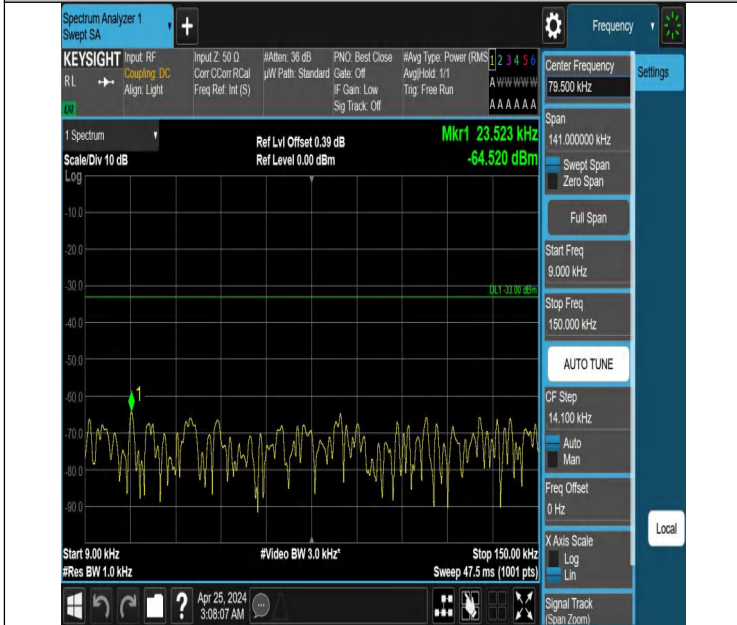 Spectrum Analyzer 1
Swept SA
+
Frequency
KEYSIGHT
RL
Input: RF
Coupling: DC
Align: Light
Input Z: 50 Ω
Corr CCorr RCal
Freq Ref: Int (S)
#Atten: 36 dB
µW Path: Standard
PNO: Best Close
Gate: Off
IF Gain: Low
Sig Track: Off
#Avg Type: Power (RMS
Avg|Hold: 1/1
Trig: Free Run
1 2 3 4 5 6
A W W W W W
A A A A A A
Center Frequency
79.500 kHz
Settings
Span
141.000000 kHz
Swept Span
Zero Span
Full Span
Start Freq
9.000 kHz
Stop Freq
150.000 kHz
AUTO TUNE
CF Step
14.100 kHz
Auto
Man
Freq Offset
0 Hz
X Axis Scale
Log
Lin
Signal Track
(Span Zoom)
Local
1 Spectrum
Scale/Div 10 dB
Log
Ref Lvl Offset 0.39 dB
Ref Level 0.00 dBm
Mkr1 23.523 kHz
-64.520 dBm
-10.0
-20.0
-30.0
DL1 -33.00 dBm
-40.0
-50.0
-60.0
1
-70.0
-80.0
-90.0
Start 9.00 kHz
#Res BW 1.0 kHz
#Video BW 3.0 kHz*
Stop 150.00 kHz
Sweep 47.5 ms (1001 pts)
?
Apr 25, 2024
3:08:07 AM